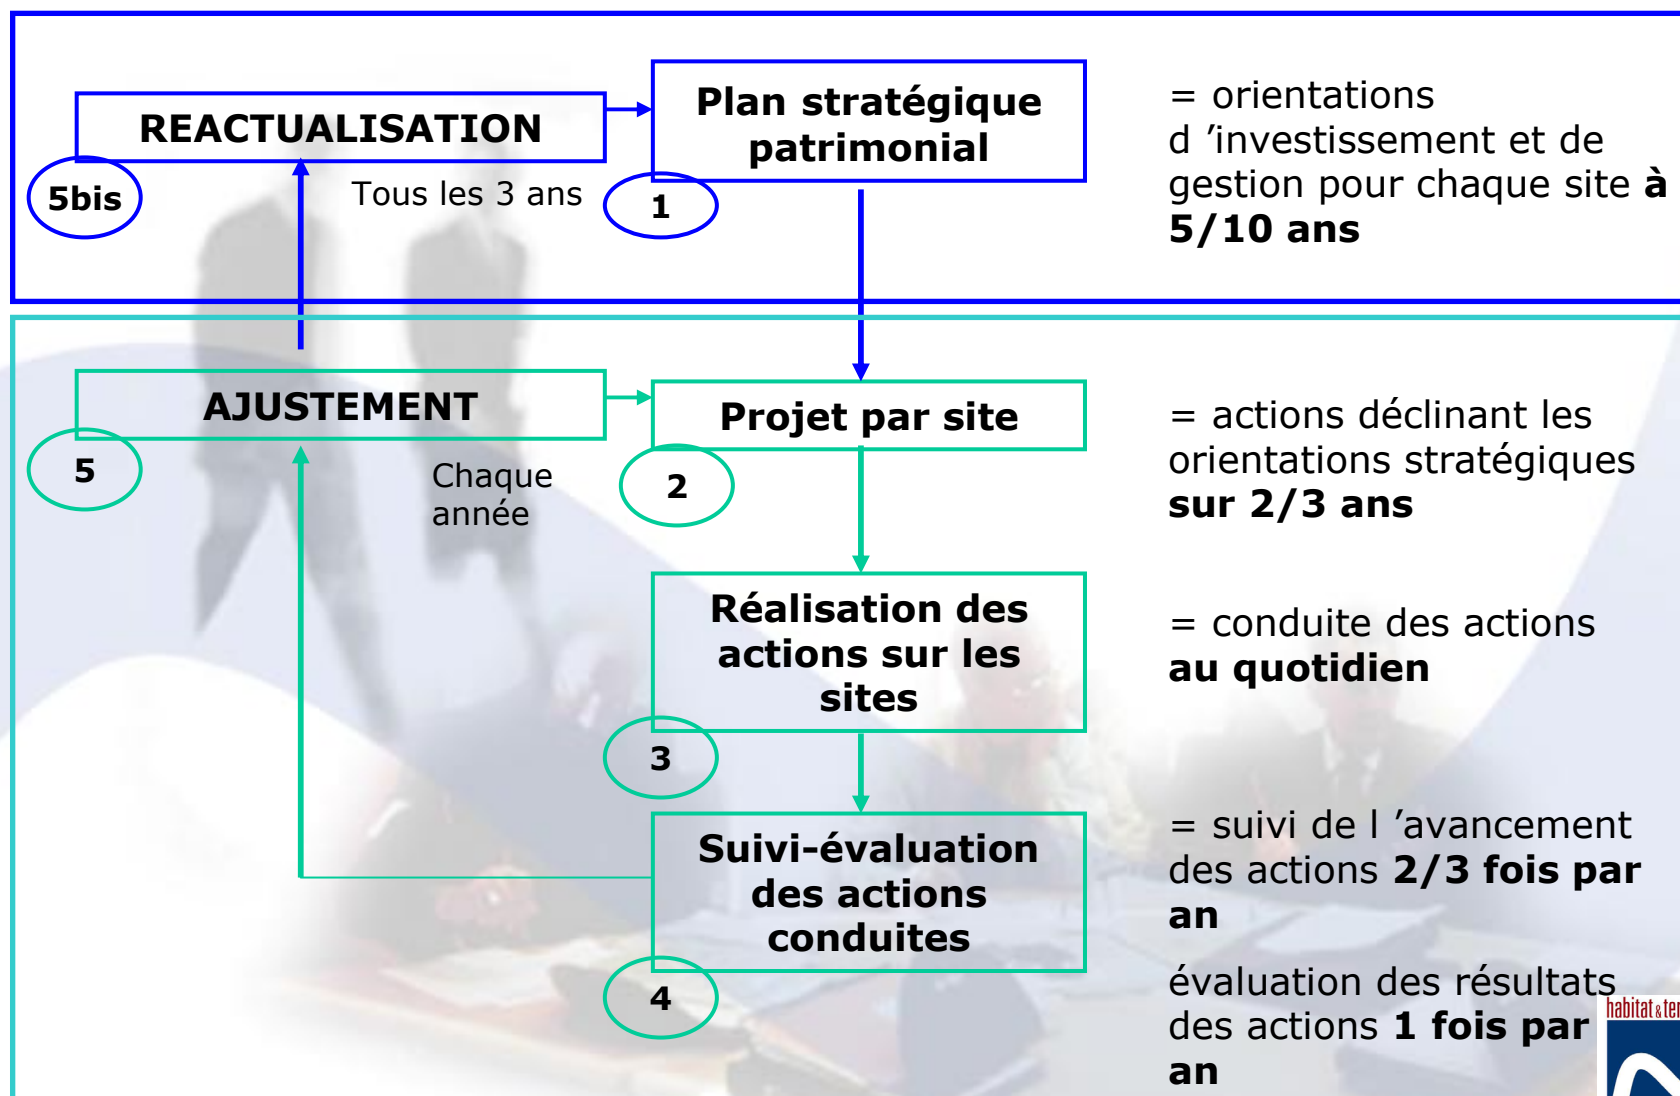 REACTUALISATION
5bis
Tous les 3 ans
Plan stratégique
patrimonial
1
= orientations
d ’investissement et de
gestion pour chaque site à
5/10 ans
AJUSTEMENT
5
Chaque
année
Projet par site
2
= actions déclinant les
orientations stratégiques
sur 2/3 ans
Réalisation des
actions sur les
sites
3
= conduite des actions
au quotidien
Suivi-évaluation
des actions
conduites
4
= suivi de l ’avancement
des actions 2/3 fois par
an
évaluation des résultats
des actions 1 fois par
an
habitat &